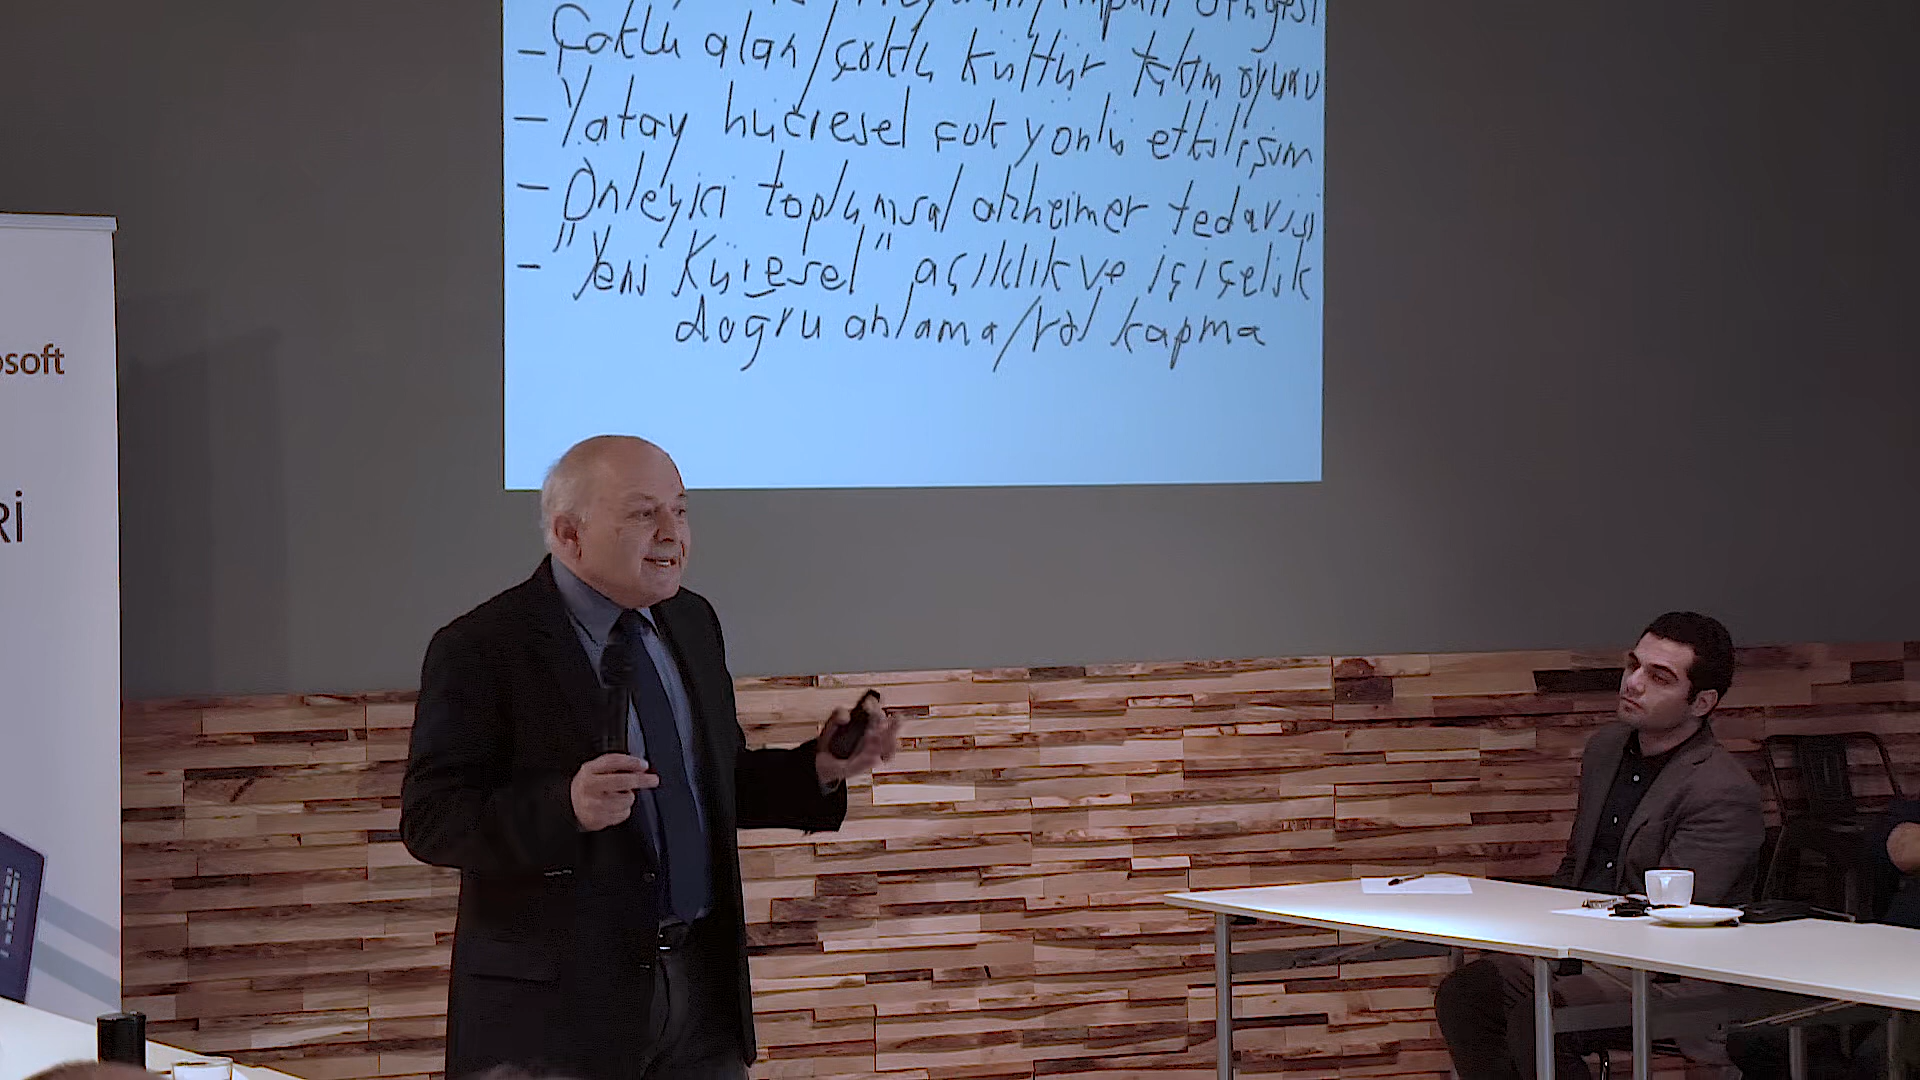 - Çoklu alan/çoklu kültür takım oyunu
- Yatay hücresel çok yönlü etkileşim
- Önleyici toplumsal alzheimer tedavisi
- "Yeni Küresel" açıklık ve içiçelik
doğru anlama/rol kapma
osoft
Rİ